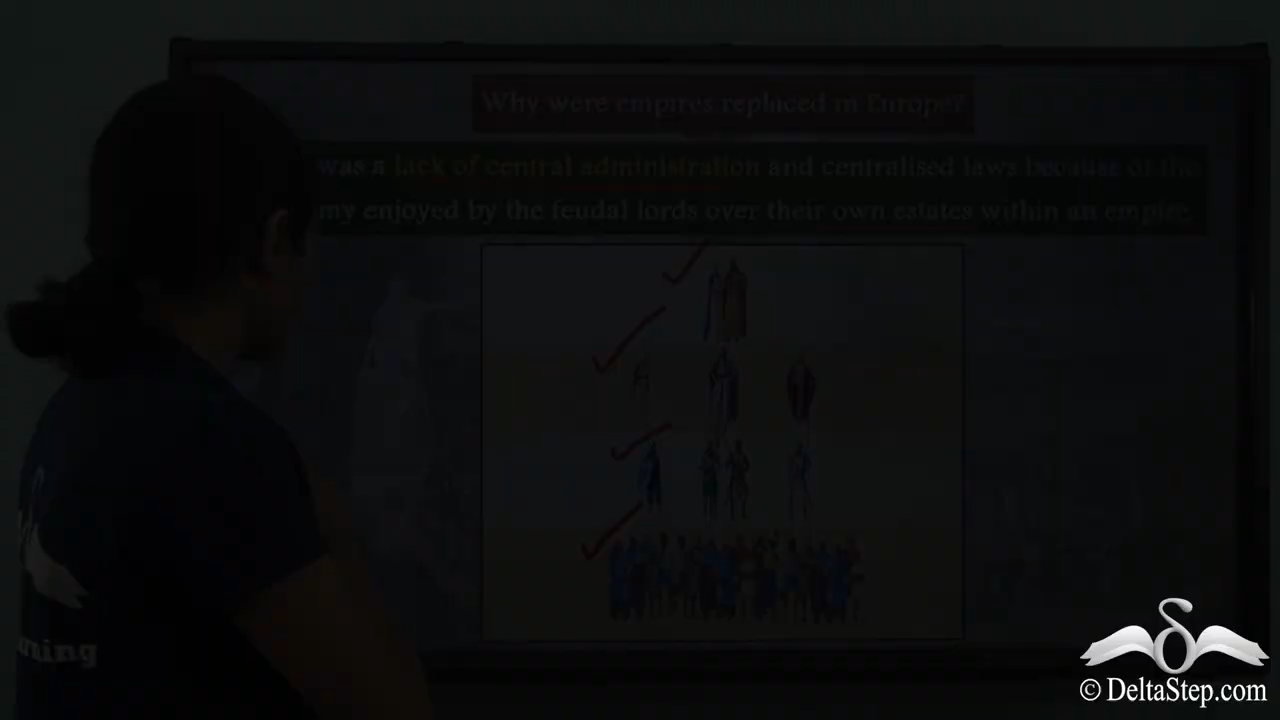 Why were empires replaced in Europe?
was a lack of central administration and centralised laws because of the
my enjoyed by the feudal lords over their own estates within an empire.
ning
© DeltaStep.com